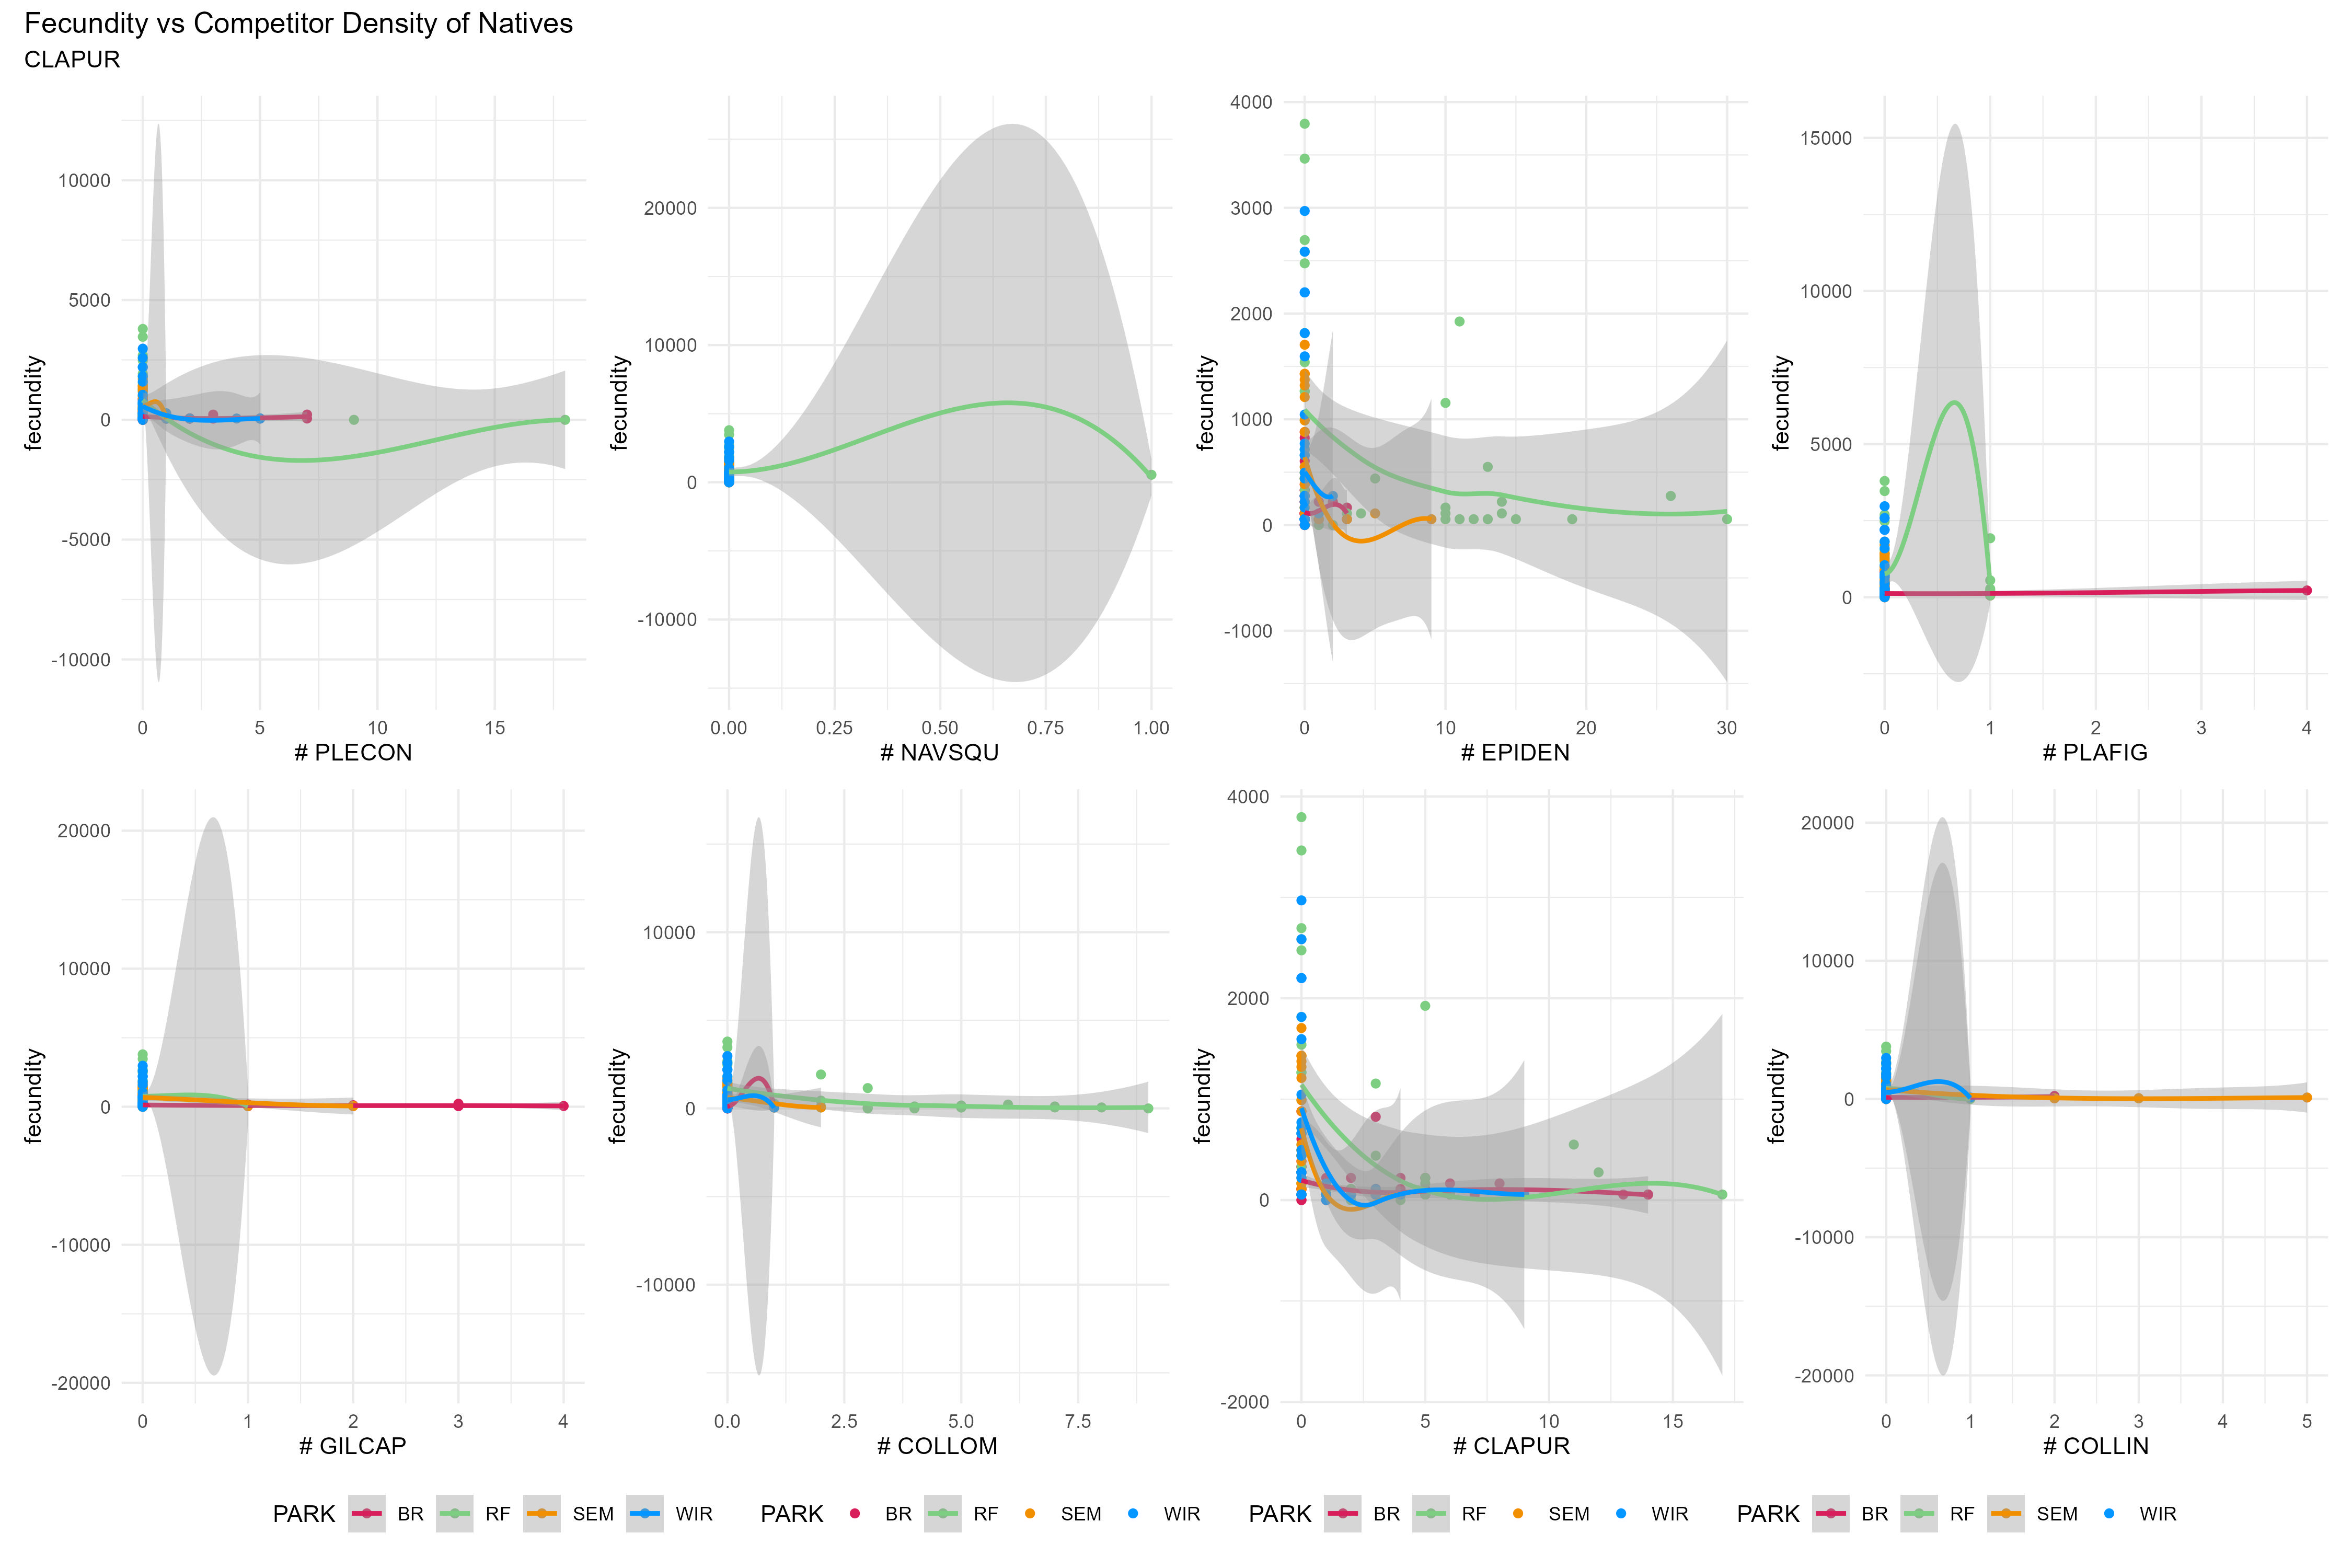 Fecundity vs Competitor Density of Natives
CLAPUR
fecundity
10000
5000
0
-5000
-10000
0 5 10 15
# PLECON
fecundity
20000
10000
0
-10000
0.00 0.25 0.50 0.75 1.00
# NAVSQU
fecundity
4000
3000
2000
1000
0
-1000
0 10 20 30
# EPIDEN
fecundity
15000
10000
5000
0
0 1 2 3 4
# PLAFIG
fecundity
20000
10000
0
-10000
-20000
0 1 2 3 4
# GILCAP
fecundity
10000
0
-10000
0.0 2.5 5.0 7.5
# COLLOM
fecundity
4000
2000
0
-2000
0 5 10 15
# CLAPUR
fecundity
20000
10000
0
-10000
-20000
0 1 2 3 4 5
# COLLIN
PARK BR RF SEM WIR
PARK BR RF SEM WIR
PARK BR RF SEM WIR
PARK BR RF SEM WIR